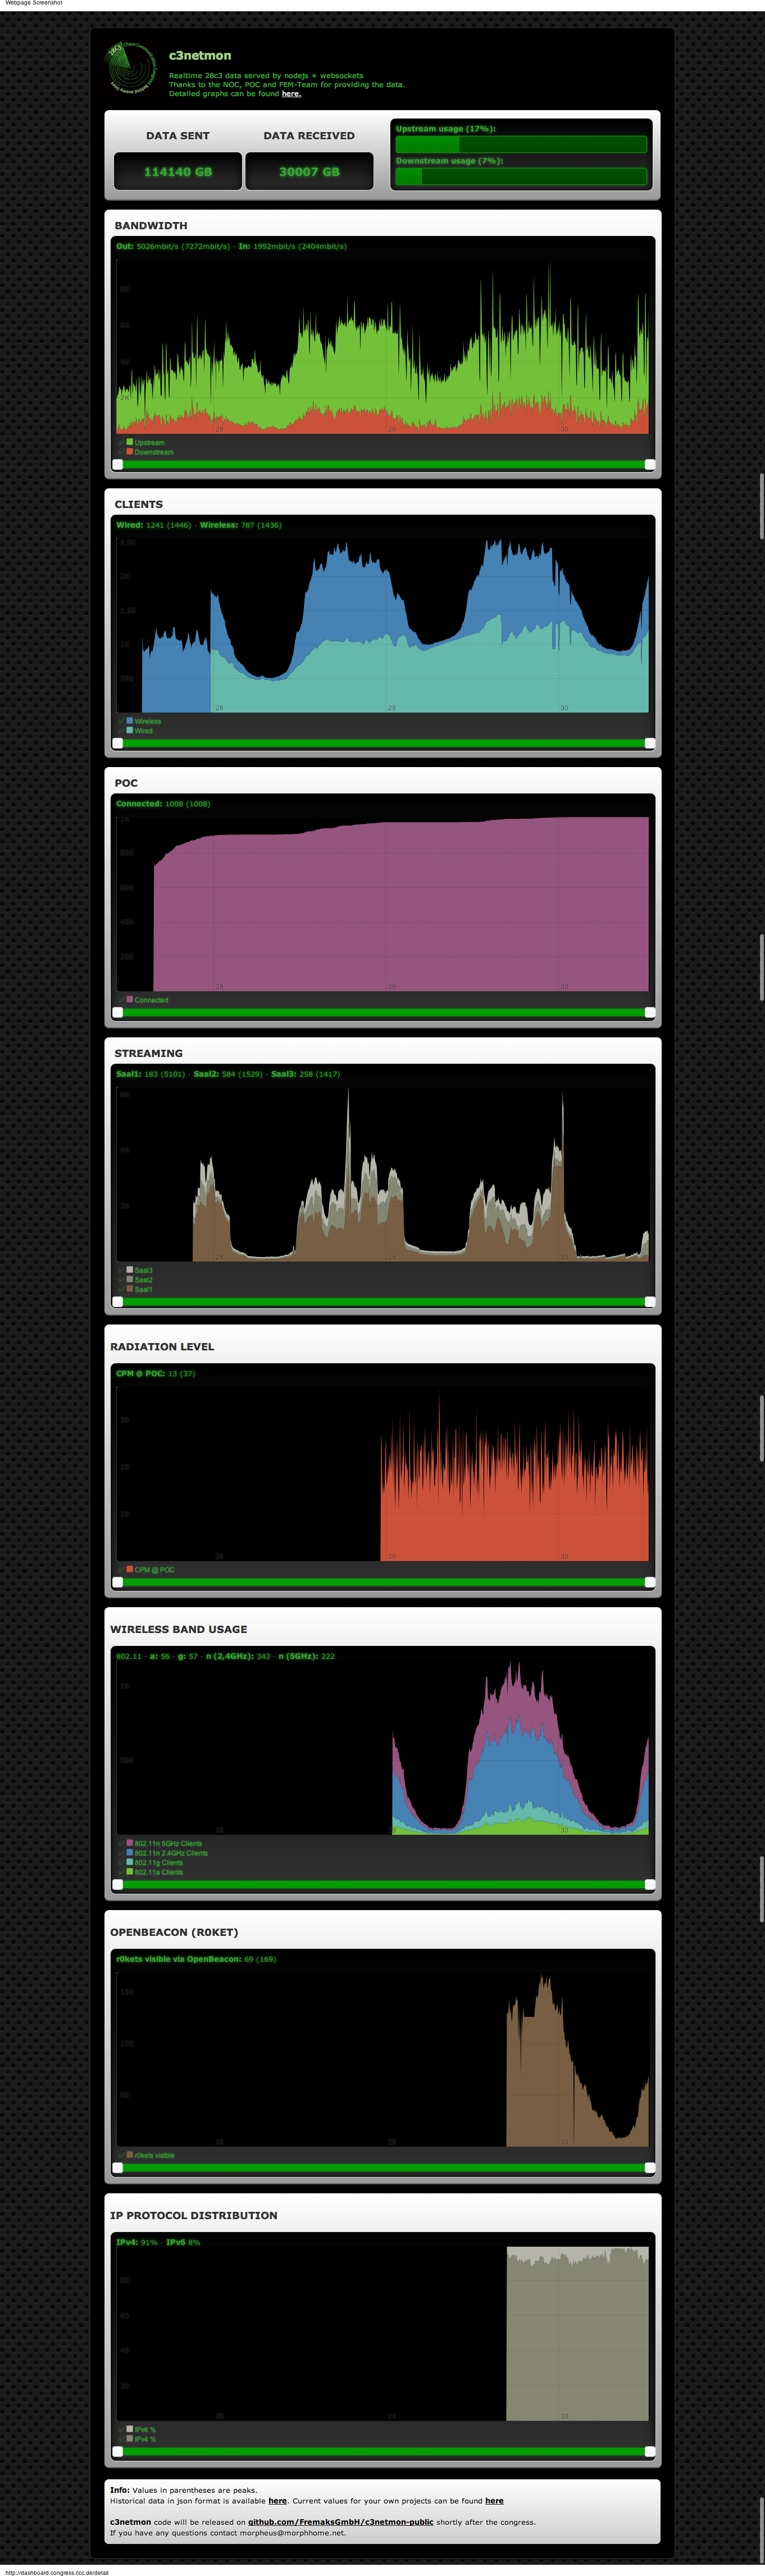 Webpage Screenshot
28C3
c3netmon
Realtime 28c3 data served by nodejs + websockets
Thanks to the NOC, POC and FEM-Team for providing the data.
Detailed graphs can be found here.
DATA SENT
DATA RECEIVED
114140 GB
30007 GB
Upstream usage (17%):
Downstream usage (7%):
BANDWIDTH
Out: 5026mbit/s (7272mbit/s) · In: 1992mbit/s (2404mbit/s)
8K
6K
4K
2K
28
29
30
Upstream
Downstream
CLIENTS
Wired: 1241 (1446) · Wireless: 787 (1436)
2.5K
2K
1.5K
1K
500
28
29
30
Wireless
Wired
POC
Connected: 1008 (1008)
1K
800
600
400
200
28
29
30
Connected
STREAMING
Saal1: 183 (5101) · Saal2: 584 (1529) · Saal3: 258 (1417)
6K
4K
2K
28
29
30
Saal3
Saal2
Saal1
RADIATION LEVEL
CPM @ POC: 13 (37)
30
20
10
28
29
30
CPM @ POC
WIRELESS BAND USAGE
802.11 · a: 56 · g: 57 · n (2,4GHz): 343 · n (5GHz): 222
1K
500
28
29
30
802.11n 5GHz Clients
802.11n 2.4GHz Clients
802.11g Clients
802.11a Clients
OPENBEACON (R0KET)
r0kets visible via OpenBeacon: 69 (169)
150
100
50
28
29
30
r0kets visible
IP PROTOCOL DISTRIBUTION
IPv4: 91% · IPv6 8%
80
60
40
20
28
29
30
IPv6 %
IPv4 %
Info: Values in parentheses are peaks.
Historical data in json format is available here. Current values for your own projects can be found here
c3netmon code will be released on github.com/FremaksGmbH/c3netmon-public shortly after the congress.
If you have any questions contact morpheus@morphhome.net.
http://dashboard.congress.ccc.de/detail